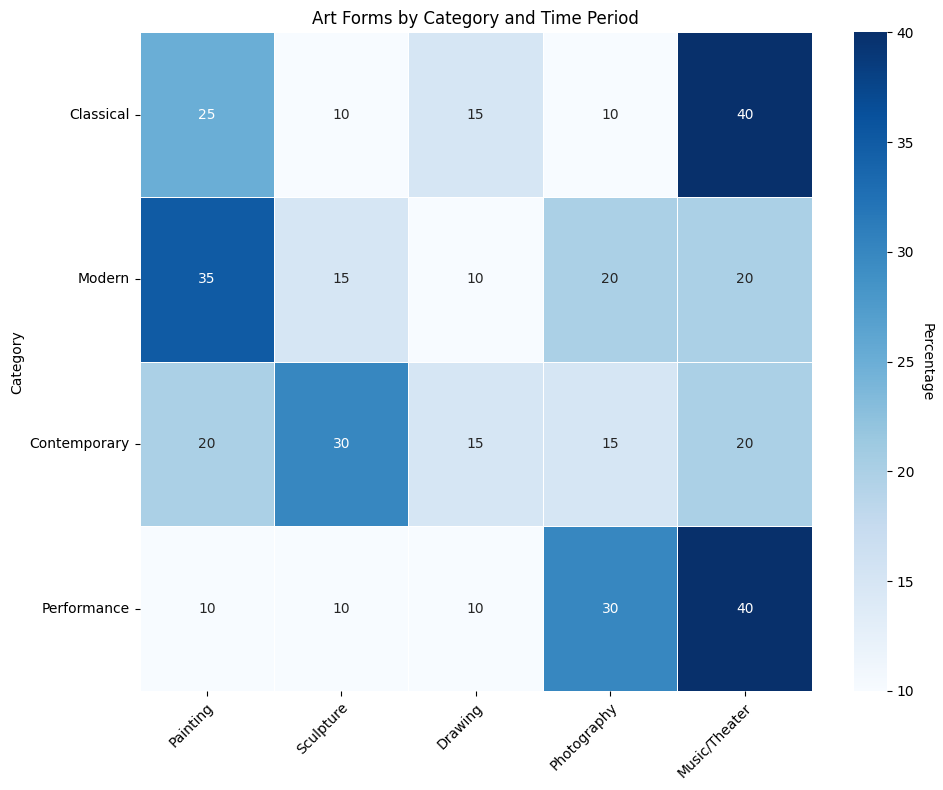 Art Forms by Category and Time Period
Category
Classical 25 10 15 10 40
Modern 35 15 10 20 20
Contemporary 20 30 15 15 20
Performance 10 10 10 30 40
Painting Sculpture Drawing Photography Music/Theater
40
35
30
25
20
15
10
Percentage